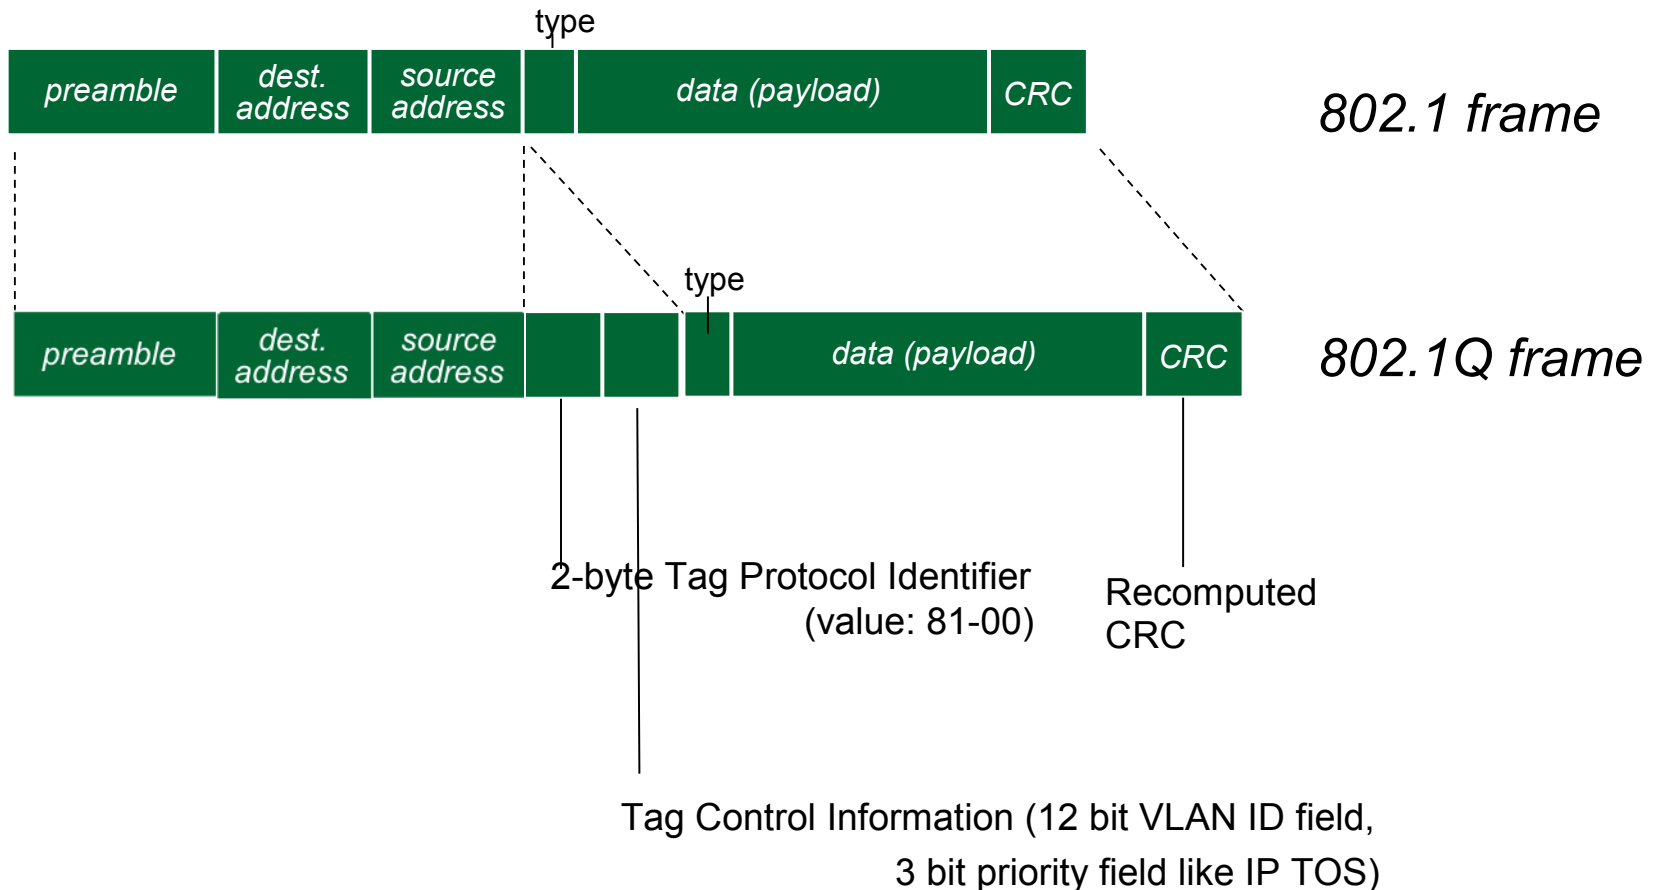 type
preamble
dest.
address
source
address
data (payload)
CRC
802.1 frame
type
preamble
dest.
address
source
address
data (payload)
CRC
802.1Q frame
2-byte Tag Protocol Identifier
(value: 81-00)
Recomputed
CRC
Tag Control Information (12 bit VLAN ID field,
3 bit priority field like IP TOS)